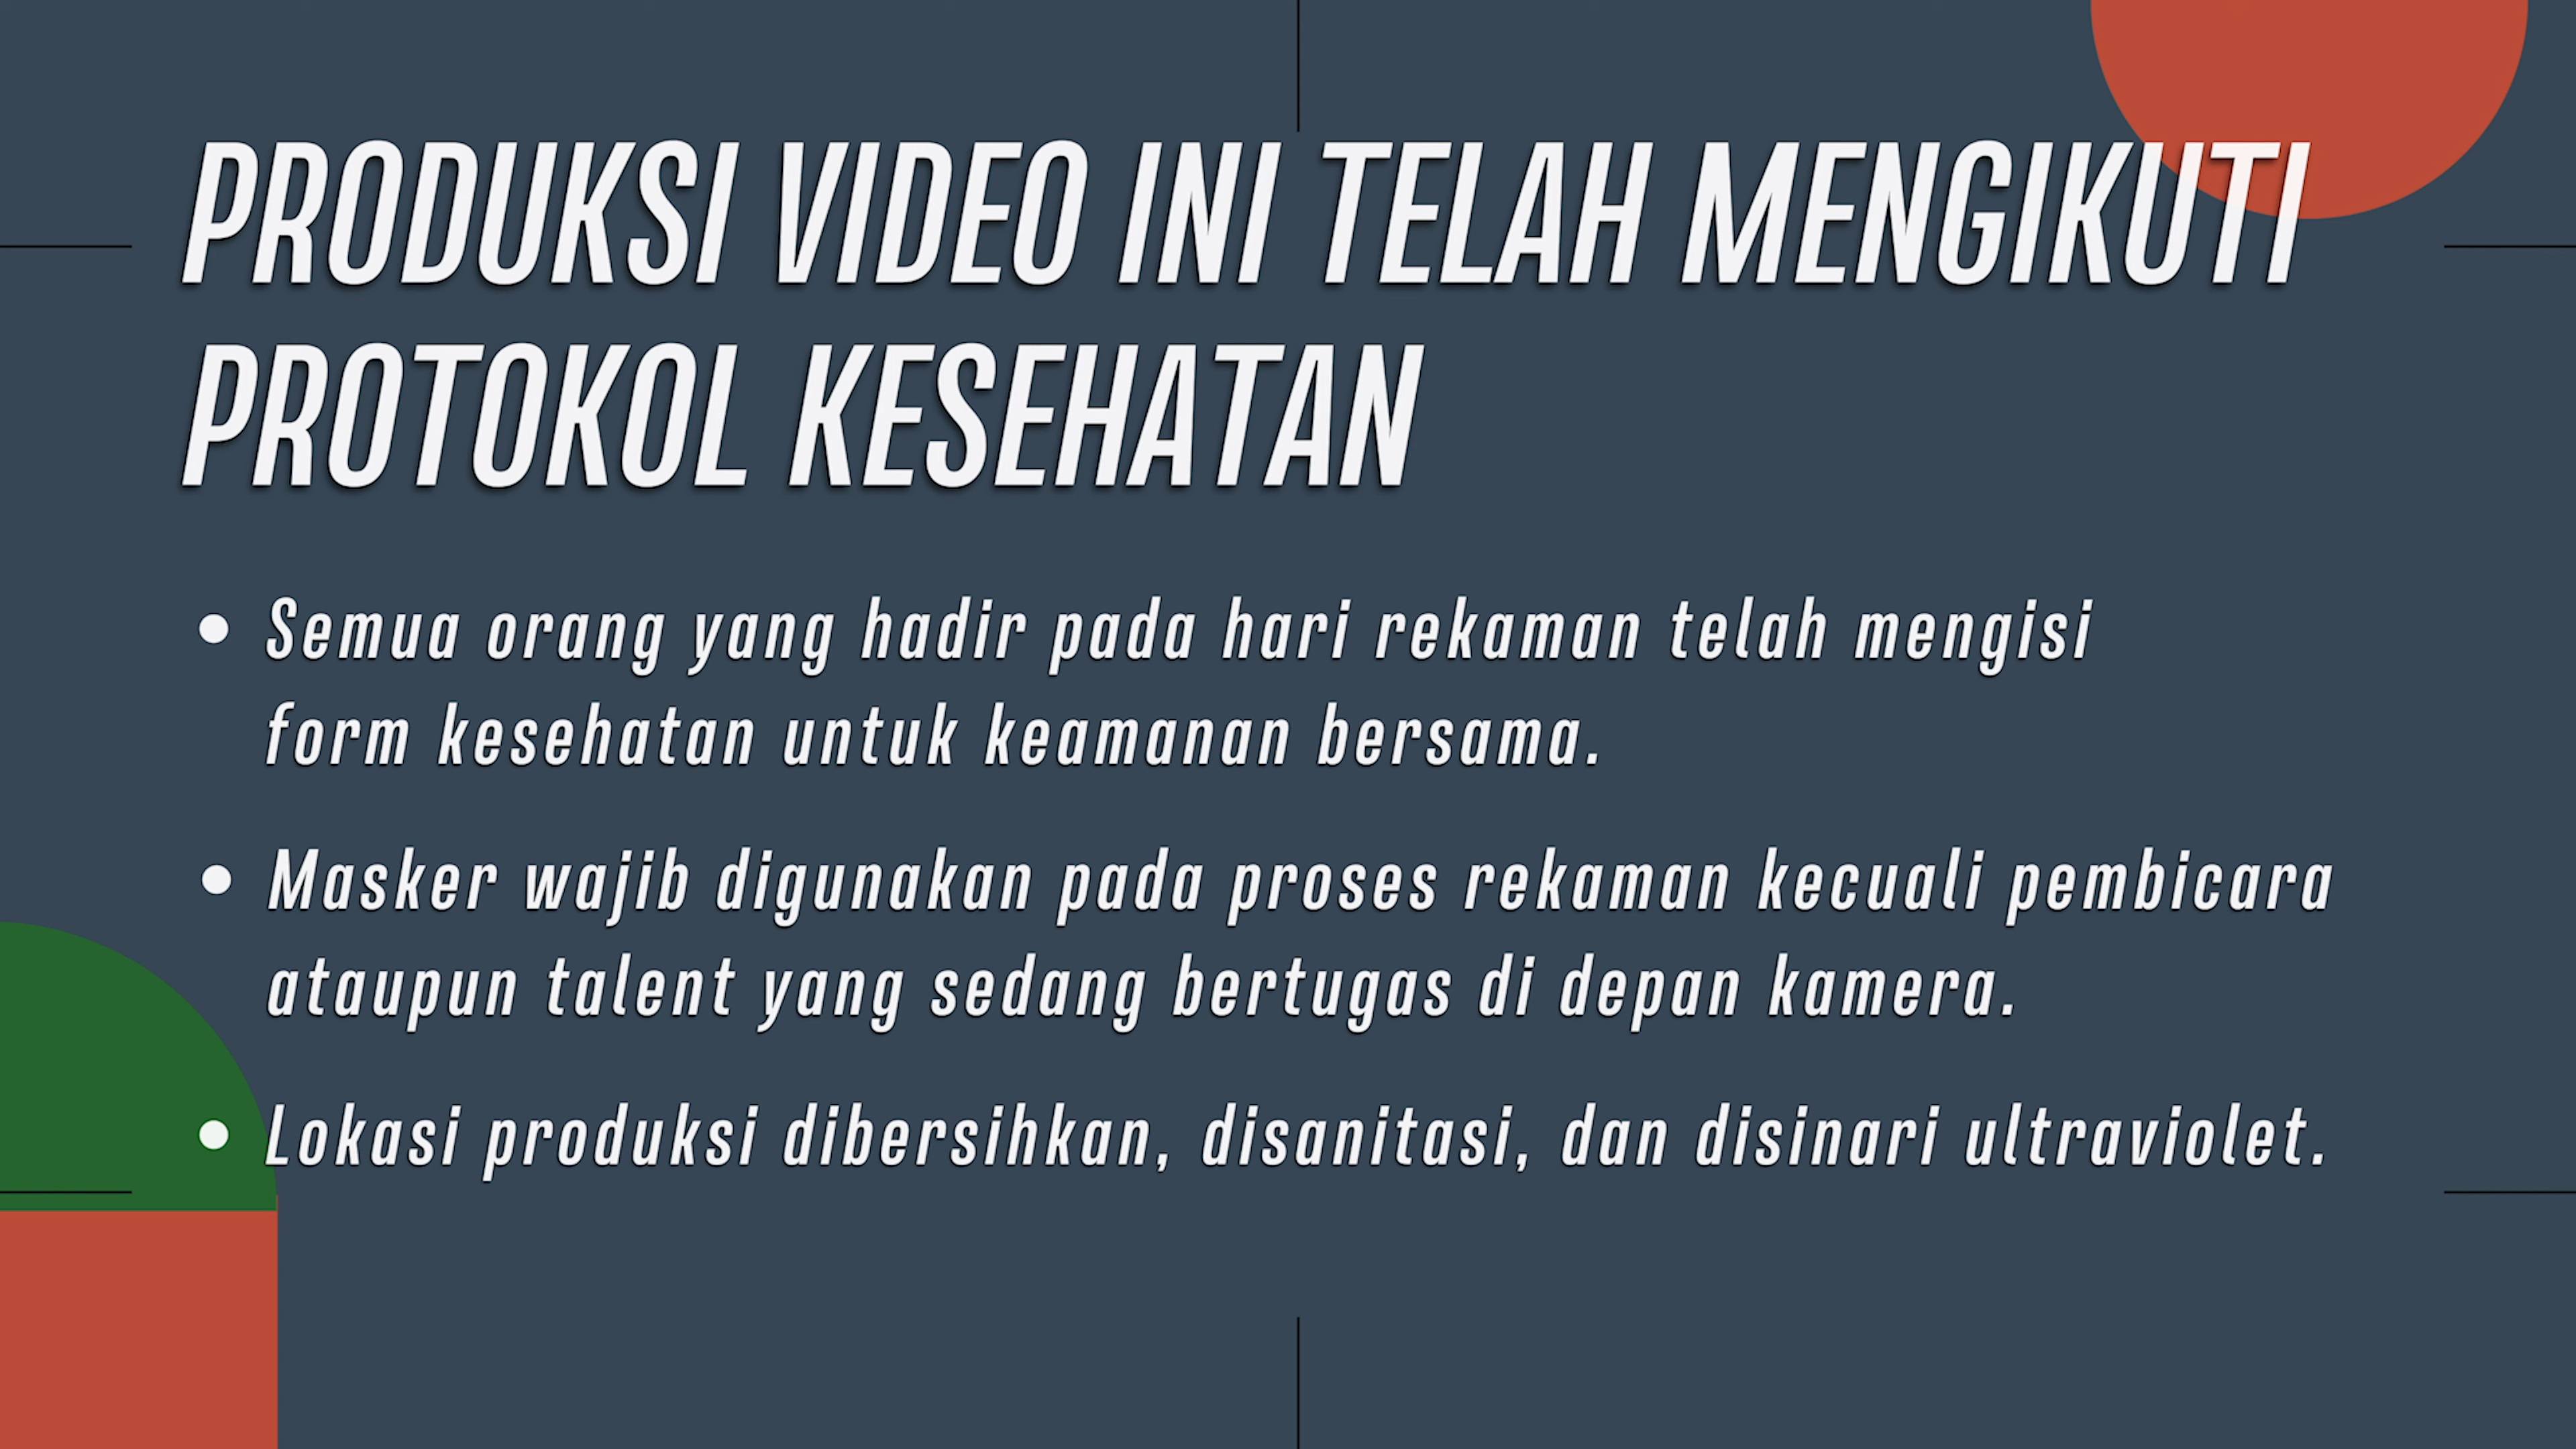 PRODUKSI VIDEO INI TELAH MENGIKUTI
PROTOKOL KESEHATAN
• Semua orang yang hadir pada hari rekaman telah mengisi
form kesehatan untuk keamanan bersama.
• Masker wajib digunakan pada proses rekaman kecuali pembicara
ataupun talent yang sedang bertugas di depan kamera.
• Lokasi produksi dibersihkan, disanitasi, dan disinari ultraviolet.